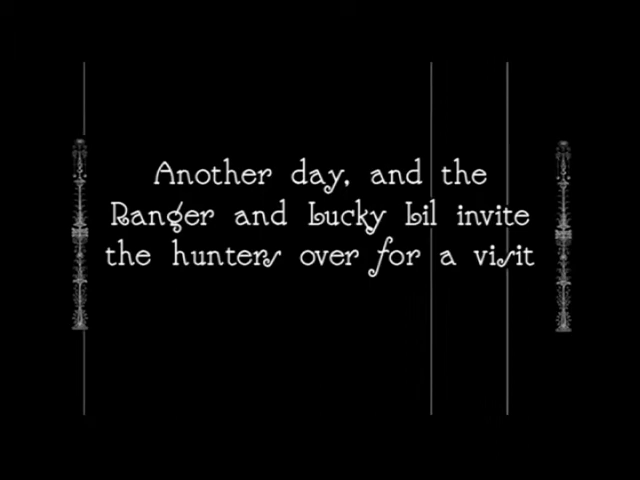 Another day, and the
Ranger and Lucky Lil invite
the hunters over for a visit